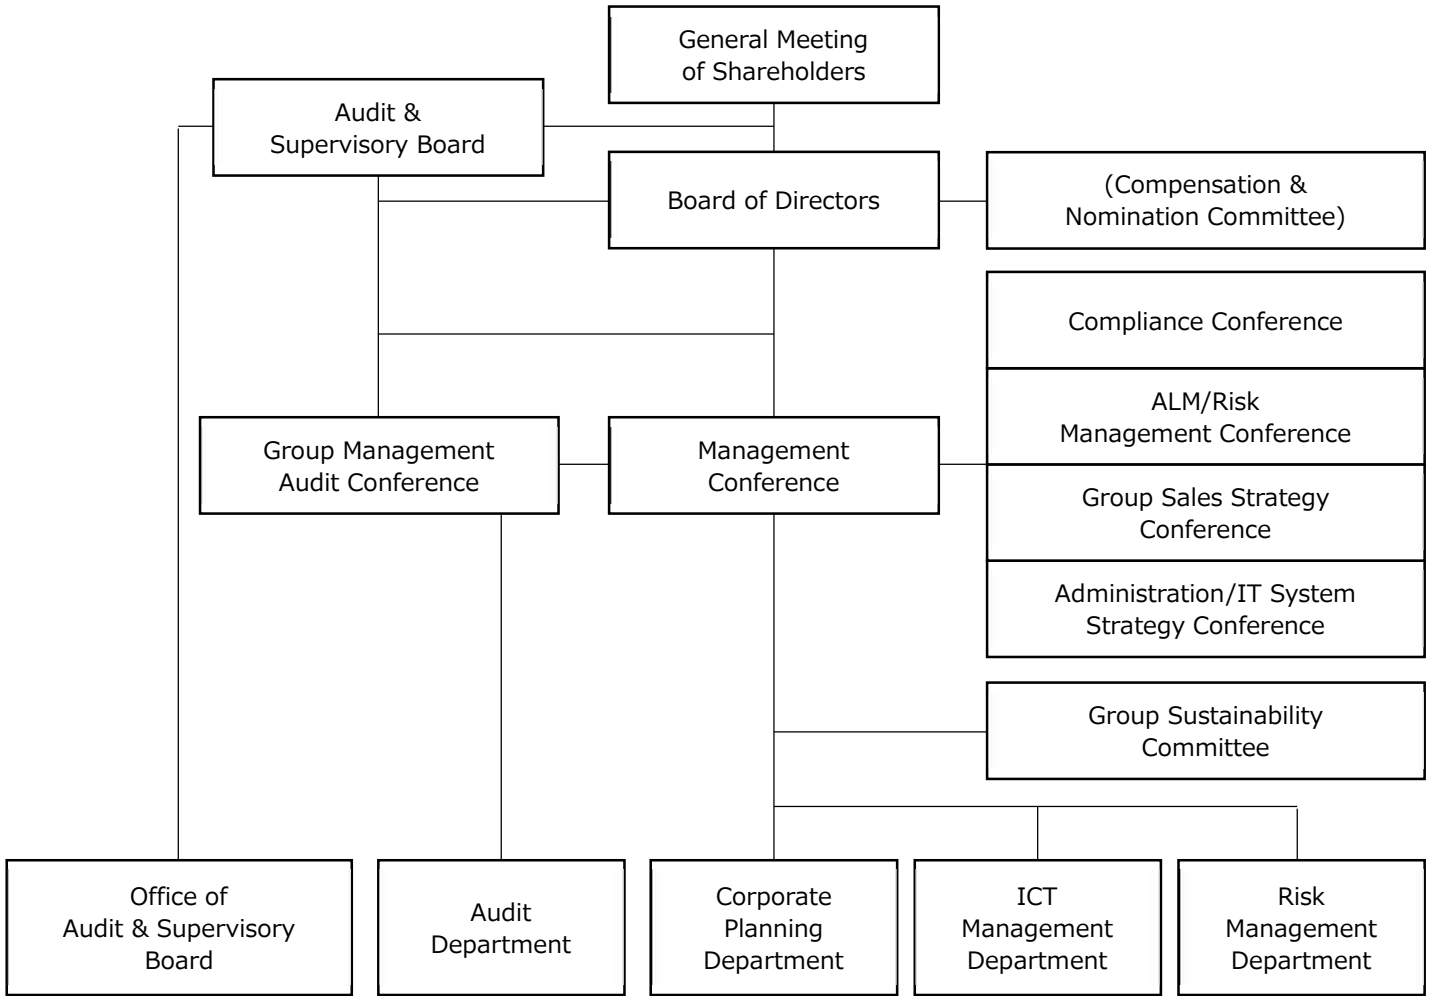 General Meeting
of Shareholders
Audit &
Supervisory Board
Board of Directors
(Compensation &
Nomination Committee)
Compliance Conference
ALM/Risk
Management Conference
Group Management
Audit Conference
Management
Conference
Group Sales Strategy
Conference
Administration/IT System
Strategy Conference
Group Sustainability
Committee
Office of
Audit & Supervisory
Board
Audit
Department
Corporate
Planning
Department
ICT
Management
Department
Risk
Management
Department